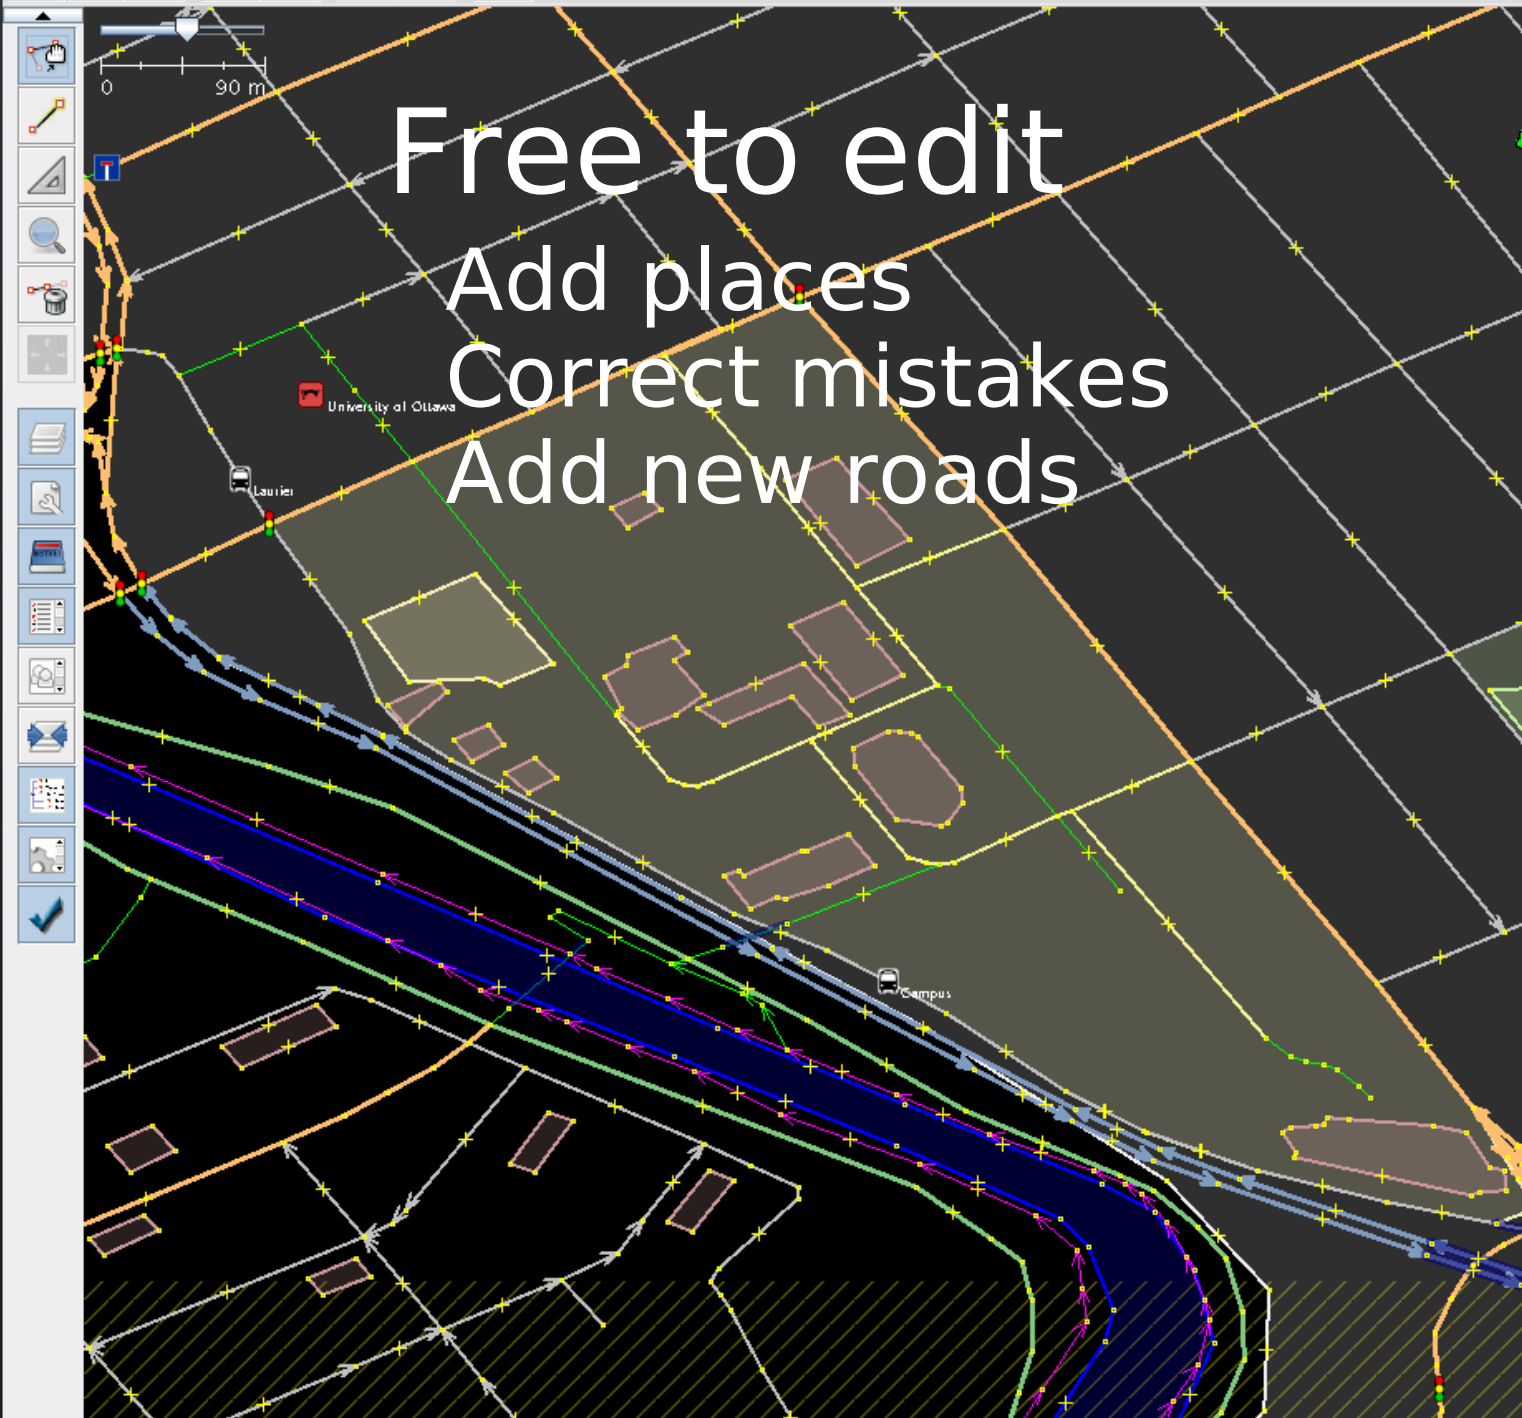 0 90 m
Free to edit
Add places
Correct mistakes
Add new roads
T
University of Ottawa
Laurier
Campus